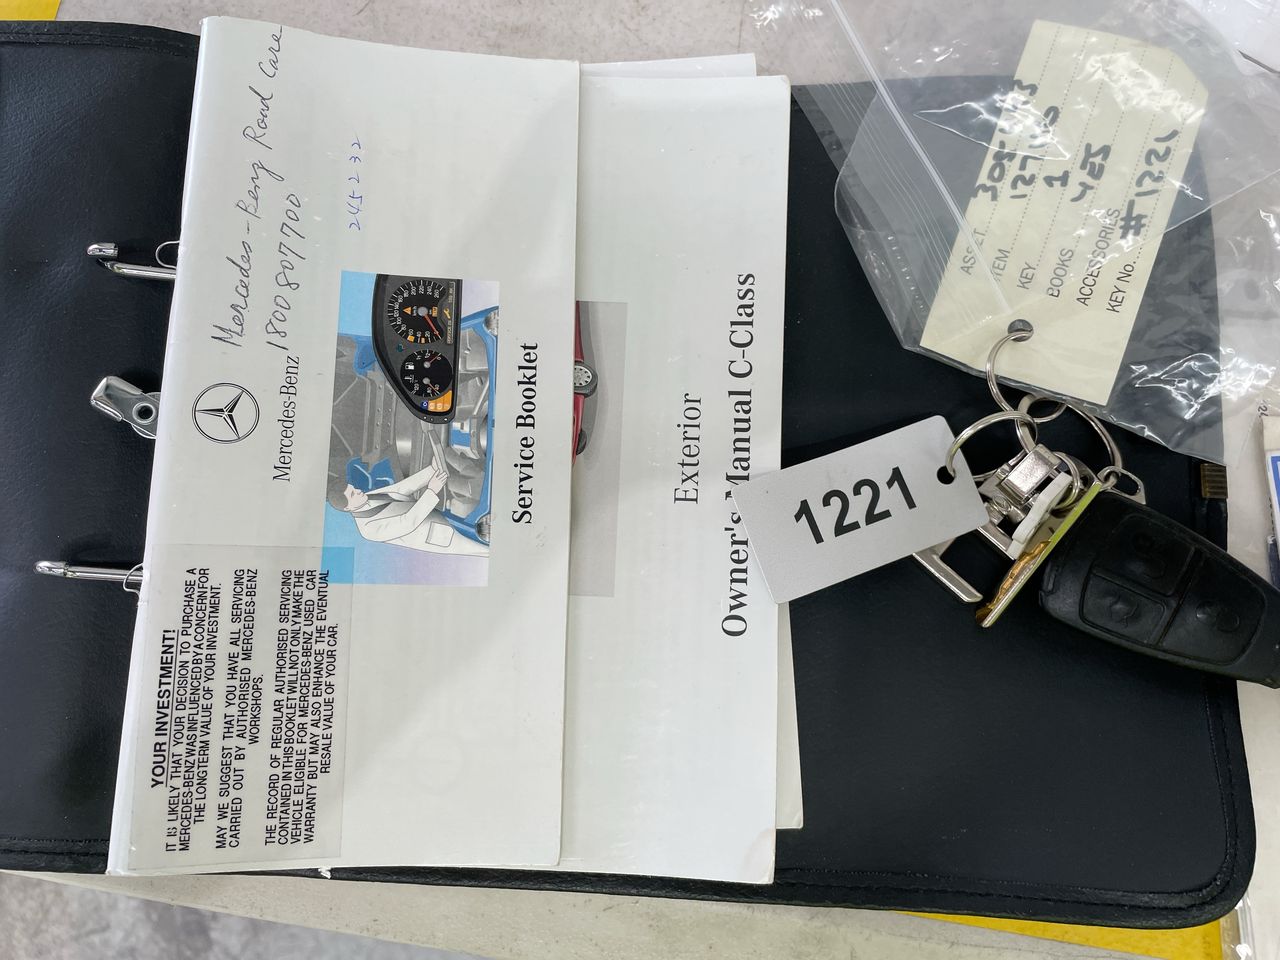 Mercedes-Benz Road Care
1800 807 700
245232
Mercedes-Benz
Service Booklet
YOUR INVESTMENT!
IT IS LIKELY THAT YOUR DECISION TO PURCHASE A
MERCEDES-BENZ WAS INFLUENCED BY A CONCERN FOR
THE LONGTERM VALUE OF YOUR INVESTMENT.
MAY WE SUGGEST THAT YOU HAVE ALL SERVICING
CARRIED OUT BY AUTHORISED MERCEDES-BENZ
WORKSHOPS.
THE RECORD OF REGULAR AUTHORISED SERVICING
CONTAINED IN THIS BOOKLET WILL NOT ONLY MAKE THE
VEHICLE ELIGIBLE FOR MERCEDES-BENZ USED CAR
WARRANTY BUT MAY ALSO ENHANCE THE EVENTUAL
RESALE VALUE OF YOUR CAR.
Exterior
Owner's Manual C-Class
1221
KEY 1
BOOKS YES
ACCESSORIES
KEY No. #1221